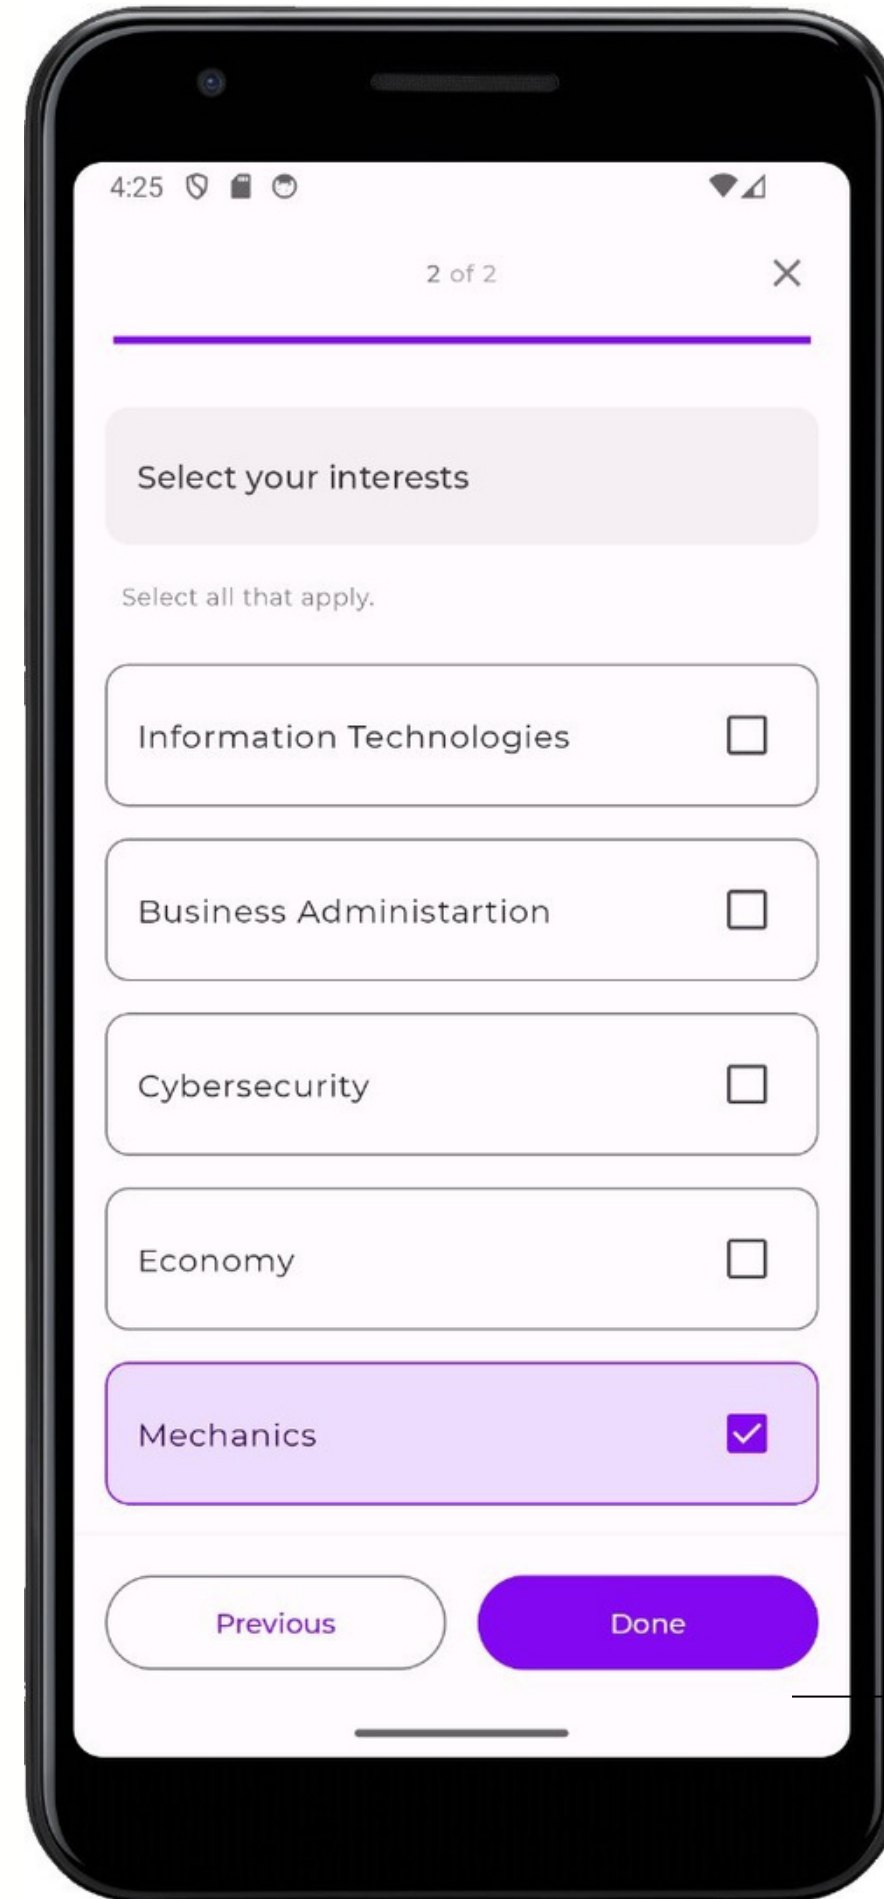 4:25
2 of 2
Select your interests
Select all that apply.
Information Technologies
Business Administartion
Cybersecurity
Economy
Mechanics
Previous
Done